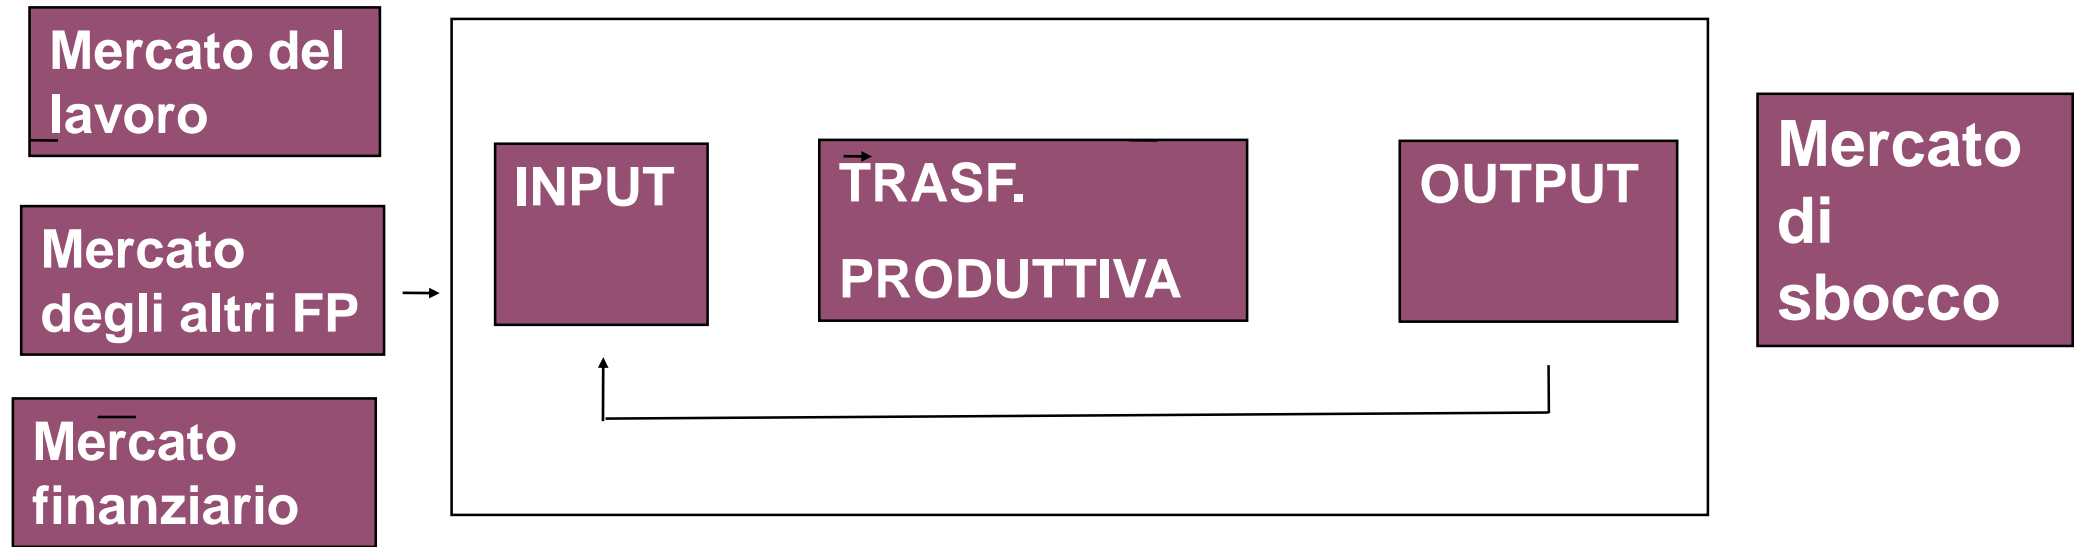 Mercato del
lavoro
Mercato
degli altri FP
Mercato
finanziario
INPUT
TRASF.
PRODUTTIVA
OUTPUT
Mercato
di
sbocco